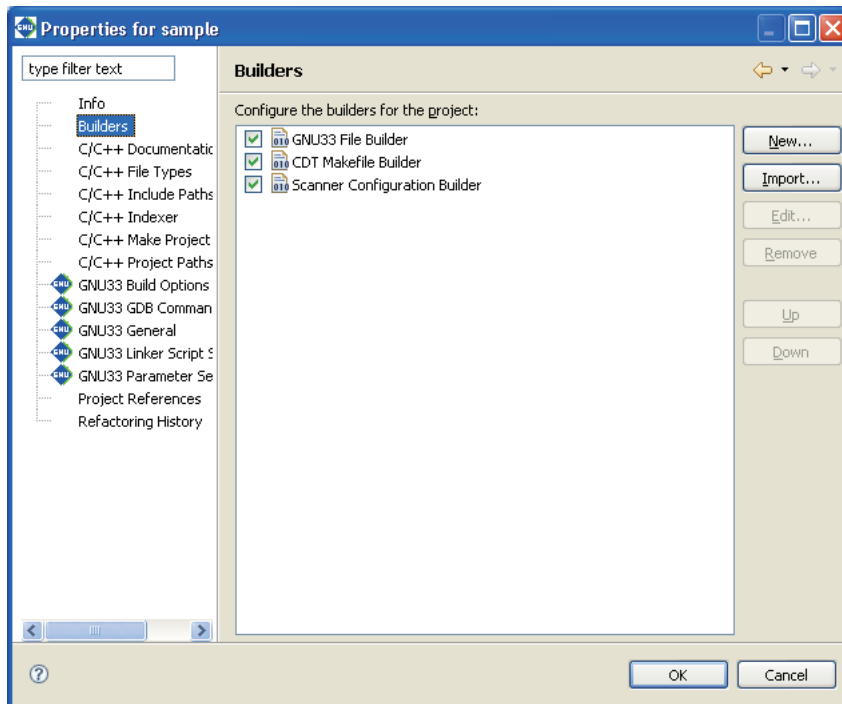 Properties for sample
type filter text
Info
Builders
C/C++ Documentatic
C/C++ File Types
C/C++ Include Paths
C/C++ Indexer
C/C++ Make Project
C/C++ Project Paths
GNU33 Build Options
GNU33 GDB Comman
GNU33 General
GNU33 Linker Script S
GNU33 Parameter Se
Project References
Refactoring History
Builders
Configure the builders for the project:
GNU33 File Builder
CDT Makefile Builder
Scanner Configuration Builder
New...
Import...
Edit...
Remove
Up
Down
OK
Cancel